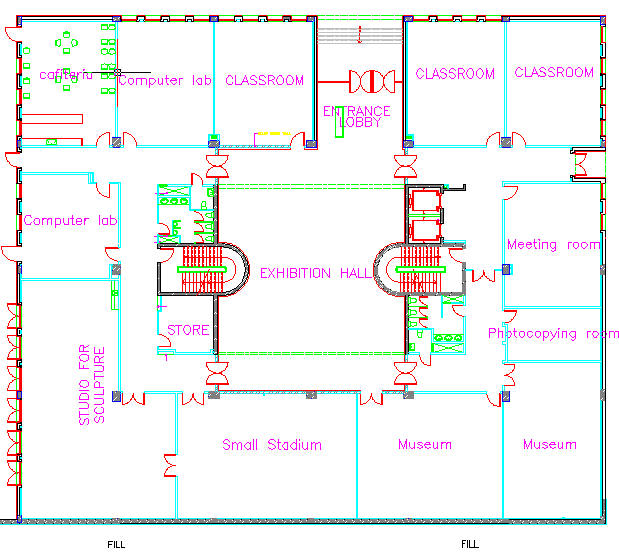 cafiteria
Computer lab
CLASSROOM
CLASSROOM
CLASSROOM
ENTRANCE
LOBBY
Computer lab
Meeting room
EXHIBITION HALL
STORE
Photocopying room
STUDIO FOR
SCULPTURE
Small Stadium
Museum
Museum
FILL
FILL